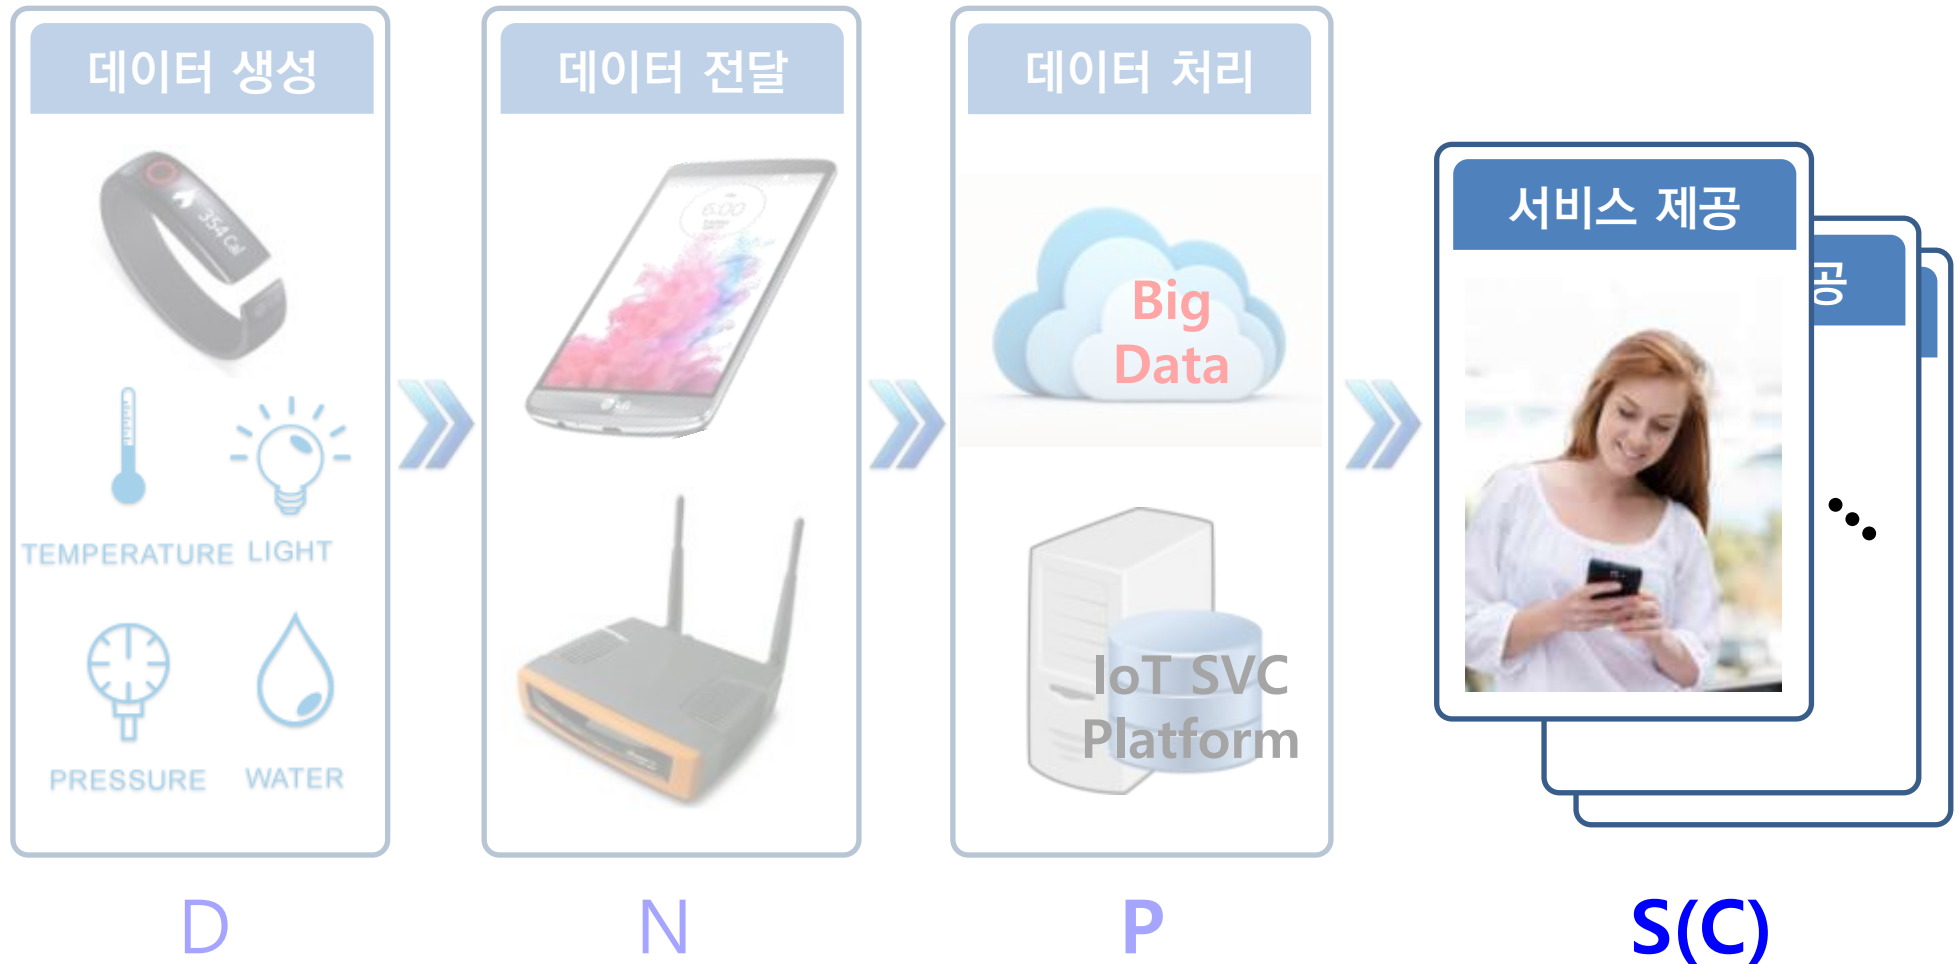 데이터 생성
354 Cal
TEMPERATURE
LIGHT
PRESSURE
WATER
데이터 전달
6:00
LG
데이터 처리
Big
Data
IoT SVC
Platform
서비스 제공
공
D
N
P
S(C)